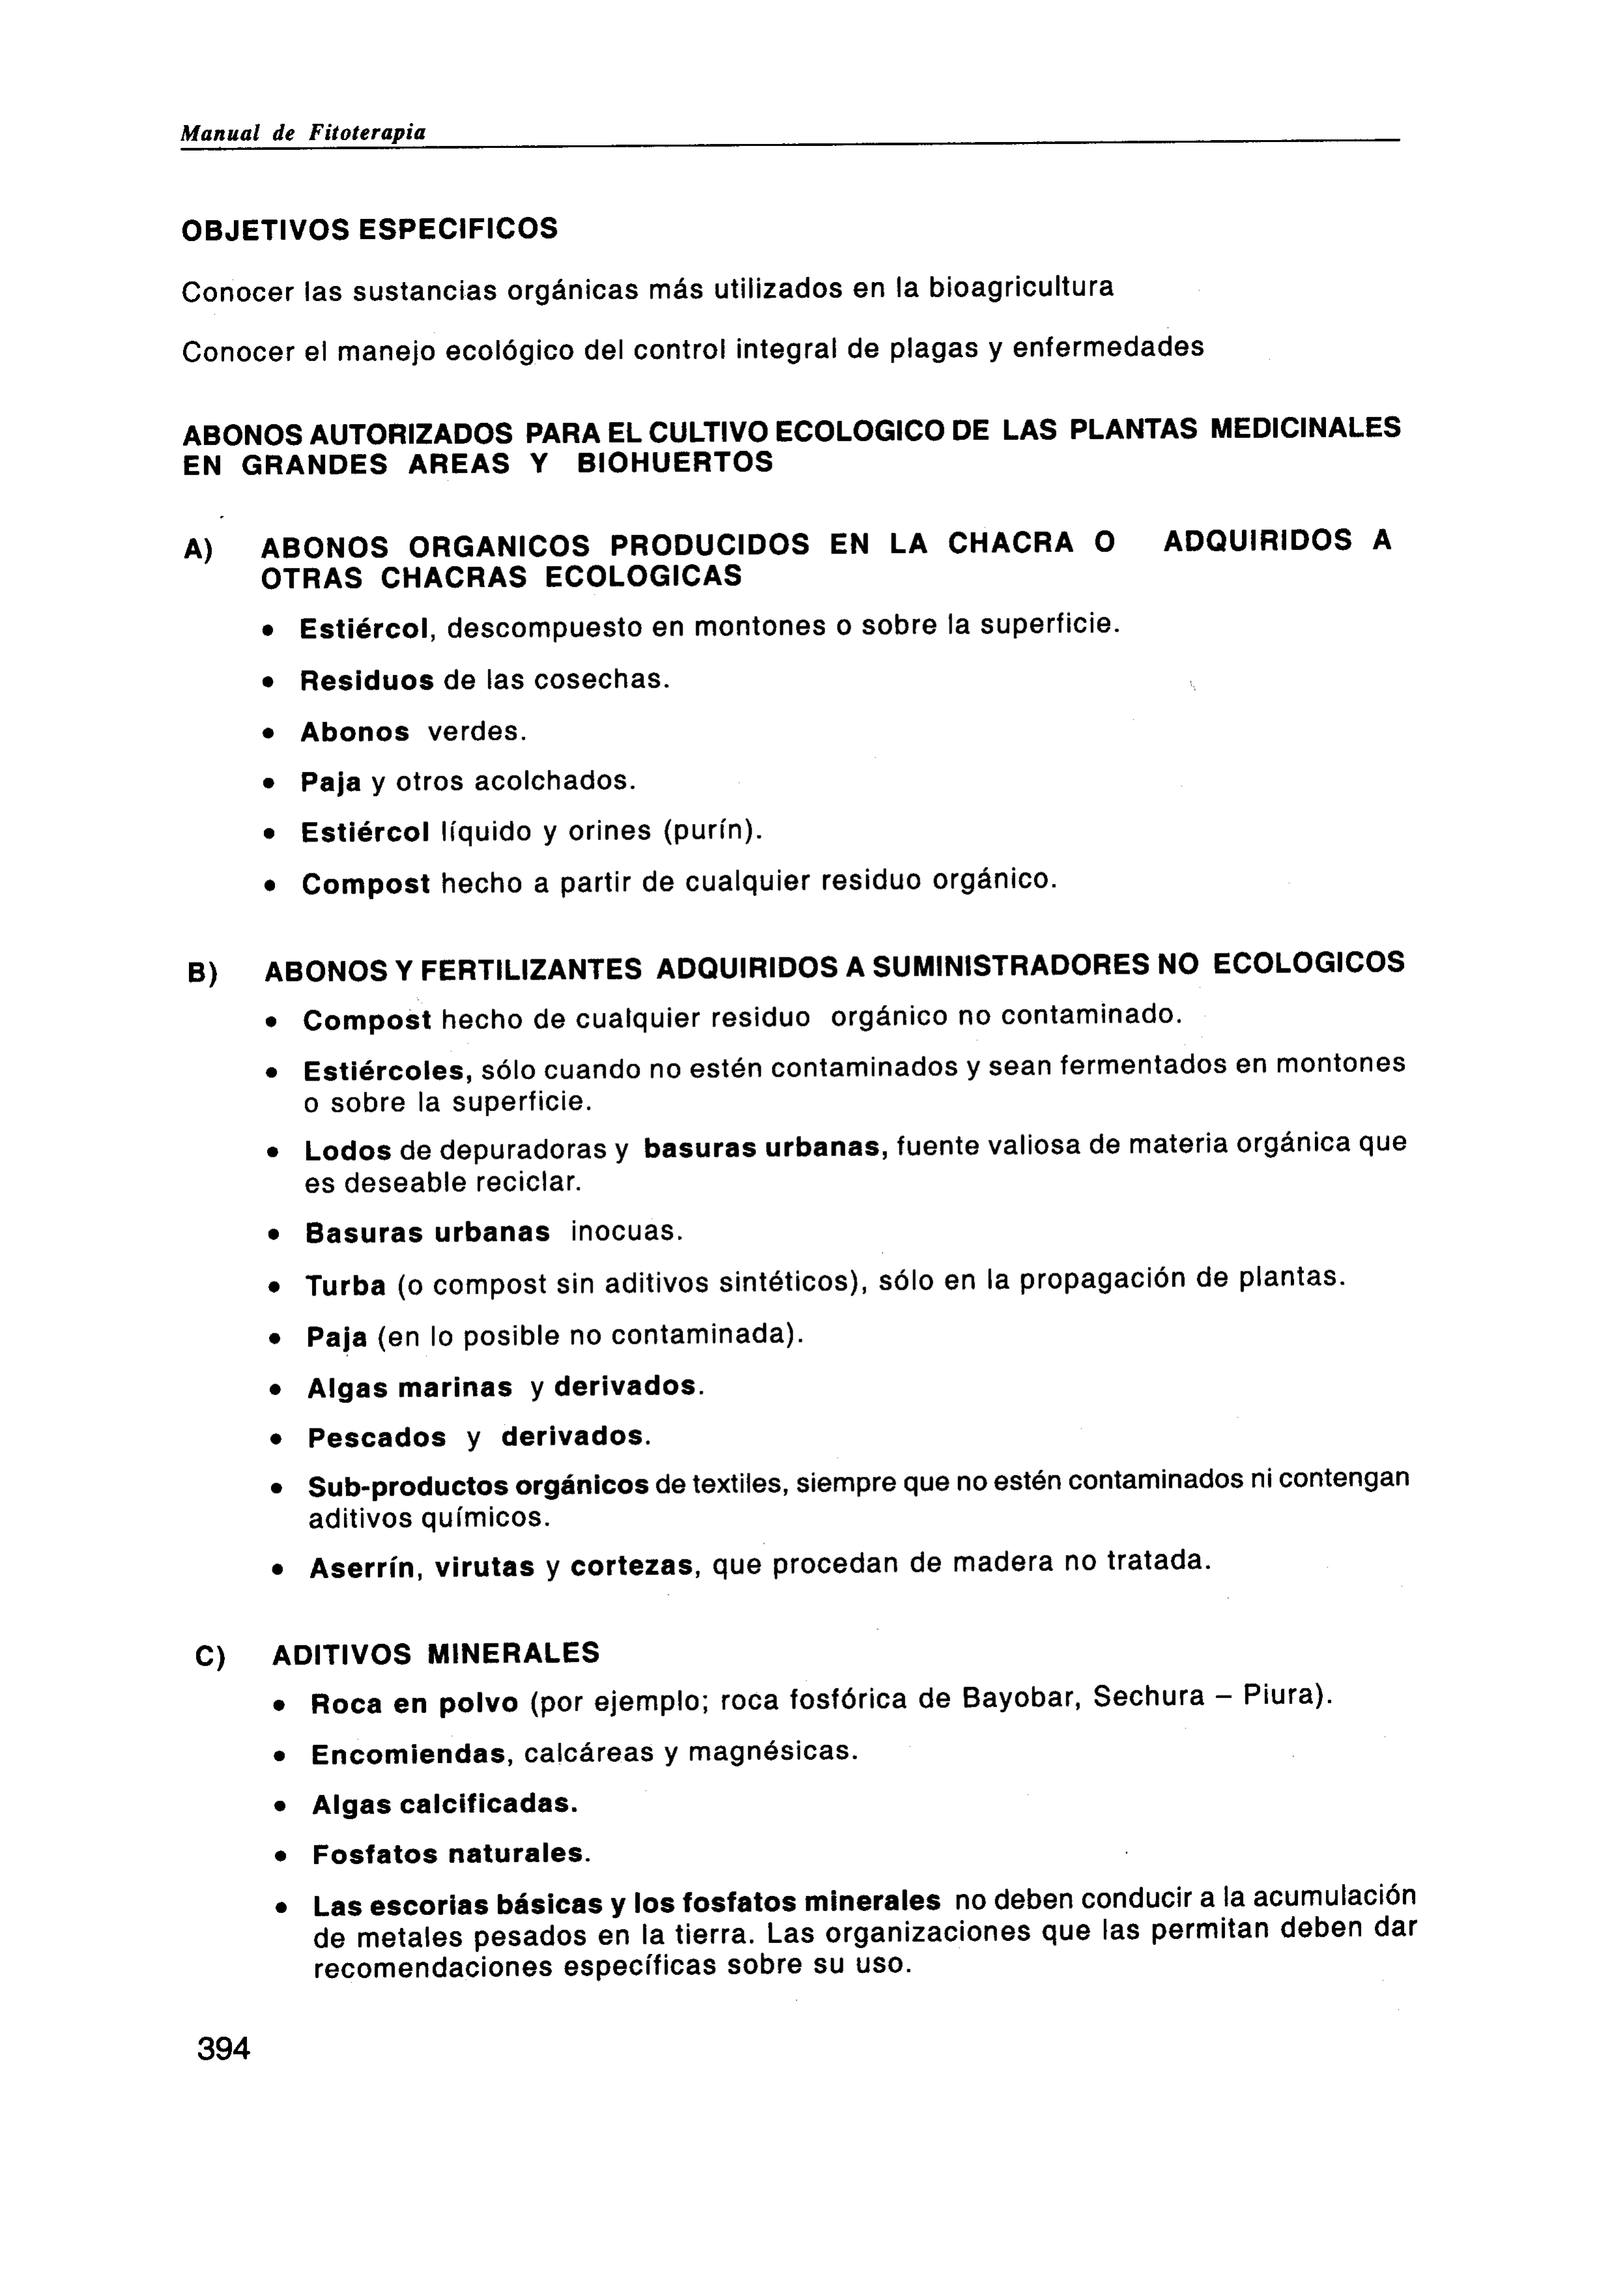 Manual de Fitoterapia
OBJETIVOS ESPECIFICOS
Conocer las sustancias orgánicas más utilizados en la bioagricultura
Conocer el manejo ecológico del control integral de plagas y enfermedades
ABONOS AUTORIZADOS PARA EL CULTIVO ECOLOGICO DE LAS PLANTAS MEDICINALES
EN GRANDES AREAS Y BIOHUERTOS
A) ABONOS ORGANICOS PRODUCIDOS EN LA CHACRA O ADQUIRIDOS A
OTRAS CHACRAS ECOLOGICAS
• Estiércol, descompuesto en montones o sobre la superficie.
• Residuos de las cosechas.
• Abonos verdes.
• Paja y otros acolchados.
• Estiércol líquido y orines (purín).
• Compost hecho a partir de cualquier residuo orgánico.
B) ABONOS Y FERTILIZANTES ADQUIRIDOS A SUMINISTRADORES NO ECOLOGICOS
• Compost hecho de cualquier residuo orgánico no contaminado.
• Estiércoles, sólo cuando no estén contaminados y sean fermentados en montones
o sobre la superficie.
• Lodos de depuradoras y basuras urbanas, fuente valiosa de materia orgánica que
es deseable reciclar.
• Basuras urbanas inocuas.
• Turba (o compost sin aditivos sintéticos), sólo en la propagación de plantas.
• Paja (en lo posible no contaminada).
• Algas marinas y derivados.
• Pescados y derivados.
• Sub-productos orgánicos de textiles, siempre que no estén contaminados ni contengan
aditivos químicos.
• Aserrín, virutas y cortezas, que procedan de madera no tratada.
C) ADITIVOS MINERALES
• Roca en polvo (por ejemplo; roca fosfórica de Bayobar, Sechura – Piura).
• Encomiendas, calcáreas y magnésicas.
• Algas calcificadas.
• Fosfatos naturales.
• Las escorias básicas y los fosfatos minerales no deben conducir a la acumulación
de metales pesados en la tierra. Las organizaciones que las permitan deben dar
recomendaciones específicas sobre su uso.
394